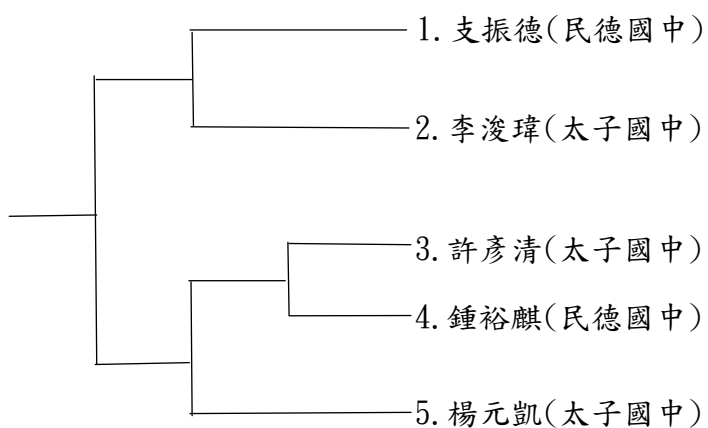 1.支振德(民德國中)
2.李浚瑋(太子國中)
3.許彥清(太子國中)
4.鍾裕麒(民德國中)
5.楊元凱(太子國中)